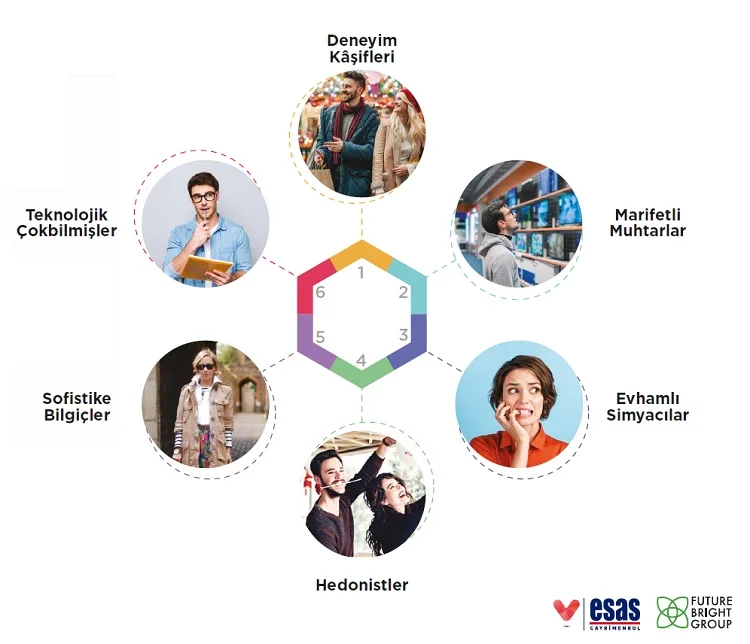 Deneyim
Kâşifleri
Teknolojik
Çokbilmişler
Marifetli
Muhtarlar
1
6
2
5
3
4
Sofistike
Bilgiçler
Evhamlı
Simyacılar
Hedonistler
esas
GAYRİMENKUL
FUTURE
BRIGHT
GROUP